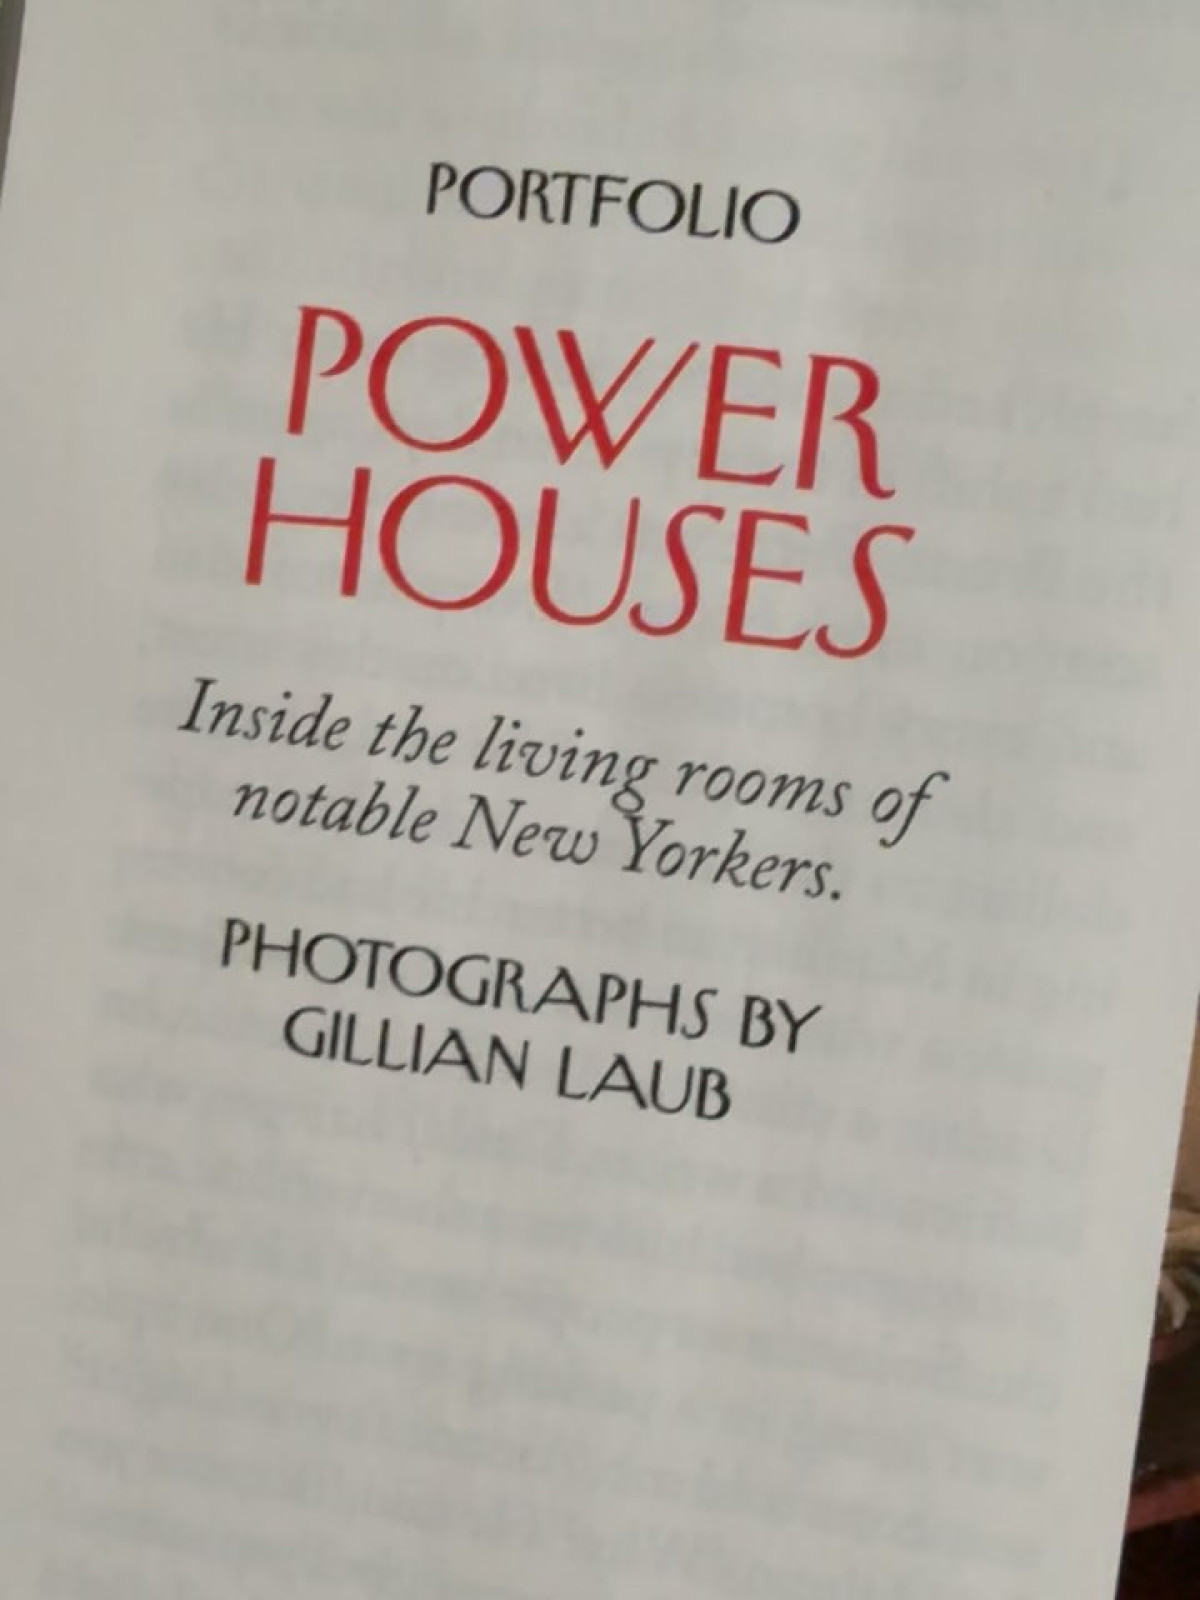 PORTFOLIO
POWER
HOUSES
Inside the living rooms of
notable New Yorkers.
PHOTOGRAPHS BY
GILLIAN LAUB